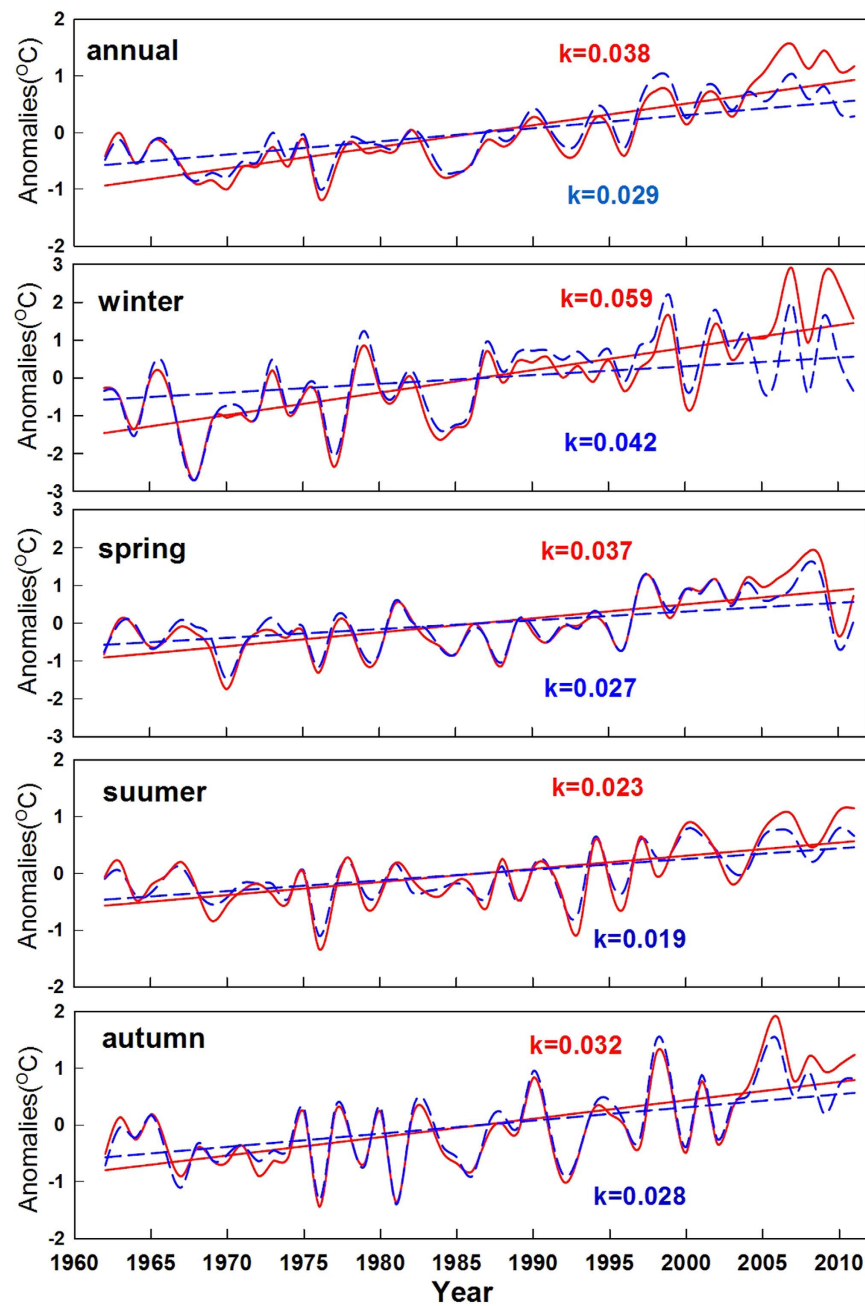 2
annual
k=0.038
1
Anomalies(°C)
0
-1
k=0.029
2
3
winter
k=0.059
2
1
Anomalies(°C)
0
-1
k=0.042
-2
-3
3
spring
k=0.037
2
1
Anomalies(°C)
0
-1
k=0.027
-2
-3
2
suumer
k=0.023
1
Anomalies(°C)
0
-1
k=0.019
2
2
autumn
k=0.032
1
Anomalies(°C)
0
-1
k=0.028
-2
1960 1965 1970 1975 1980 1985 1990 1995 2000 2005 2010
Year